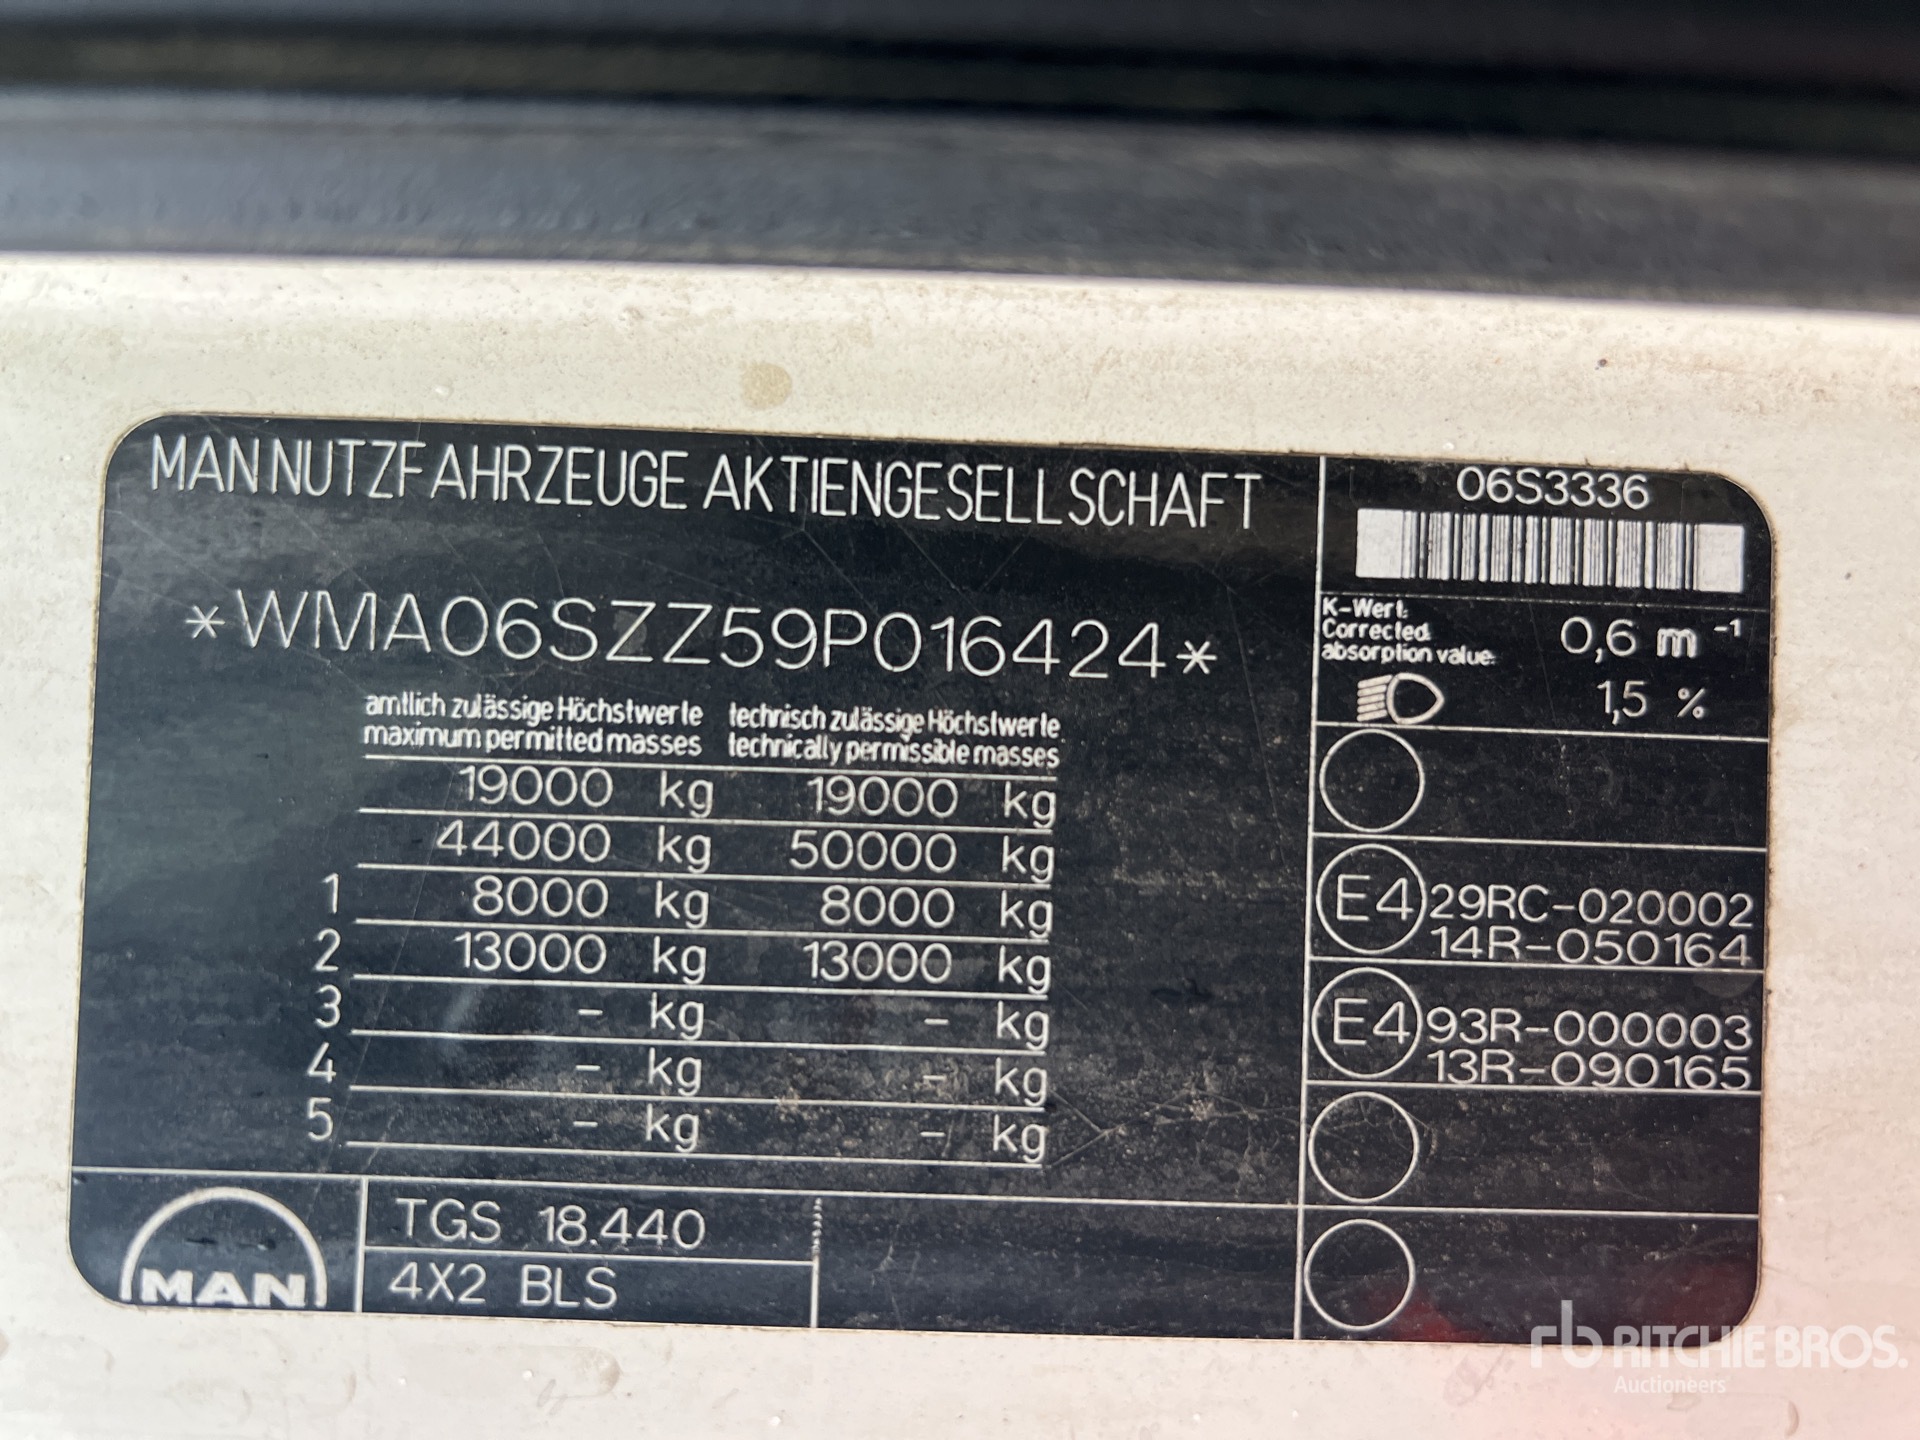 MAN NUTZFAHRZEUGE AKTIENGESELLSCHAFT
*WMA06SZZ59P016424*
amtlich zulässige Höchstwerte technisch zulässige Höchstwerte
maximum permitted masses technically permissible masses
19000 kg 19000 kg
44000 kg 50000 kg
1 8000 kg 8000 kg
2 13000 kg 13000 kg
3 - kg - kg
4 - kg - kg
5 - kg - kg
MAN
TGS 18.440
4X2 BLS
06S3336
K-Wert:
Corrected
absorption value: 0,6 m⁻¹
1,5 %
E4 29RC-020002
14R-050164
E4 93R-000003
13R-090165
rb RITCHIE BROS.
Auctioneers